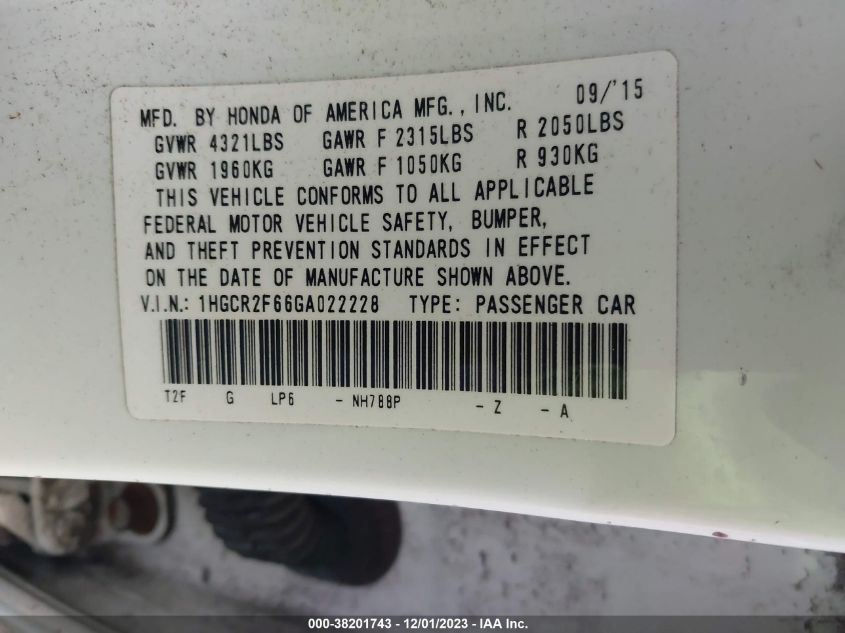 MFD. BY HONDA OF AMERICA MFG., INC. 09/'15
GVWR 4321LBS GAWR F 2315LBS R 2050LBS
GVWR 1960KG GAWR F 1050KG R 930KG
THIS VEHICLE CONFORMS TO ALL APPLICABLE
FEDERAL MOTOR VEHICLE SAFETY, BUMPER,
AND THEFT PREVENTION STANDARDS IN EFFECT
ON THE DATE OF MANUFACTURE SHOWN ABOVE.
V.I.N.: 1HGCR2F66GA022228 TYPE: PASSENGER CAR
T2F G LP6 - NH788P - Z - A
000-38201743 - 12/01/2023 - IAA Inc.